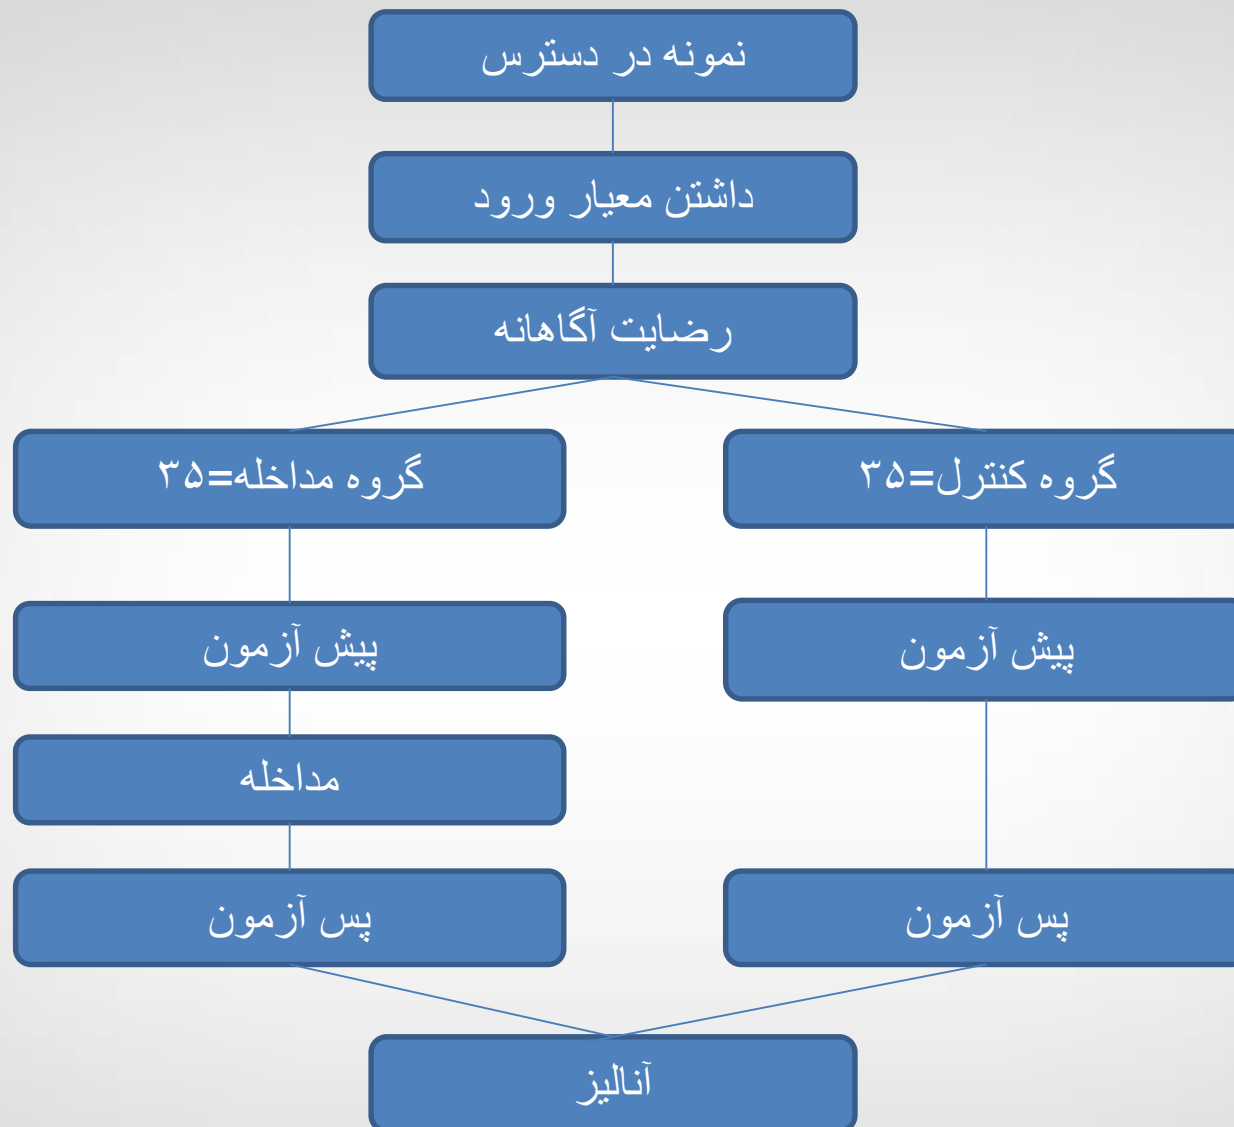 نمونه در دسترس
داشتن معیار ورود
رضایت آگاهانه
گروه کنترل=۳۵
گروه مداخله=۳۵
پیش آزمون
پیش آزمون
مداخله
پس آزمون
پس آزمون
آنالیز